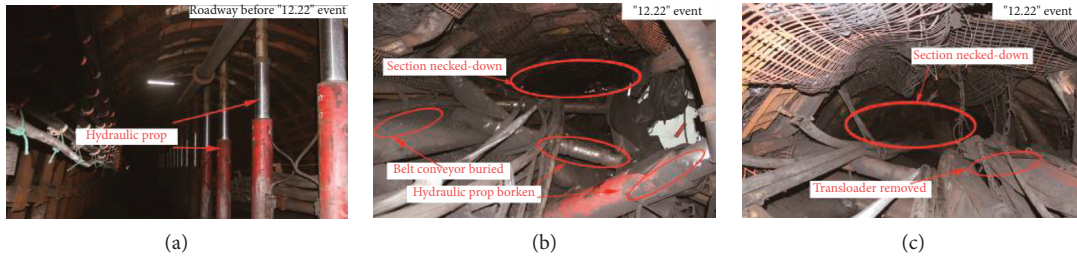 Roadway before "12.22" event
Hydraulic prop
(a)
"12.22" event
Section necked-down
Belt conveyor buried
Hydraulic prop borken
(b)
"12.22" event
Section necked-down
Transloader removed
(c)